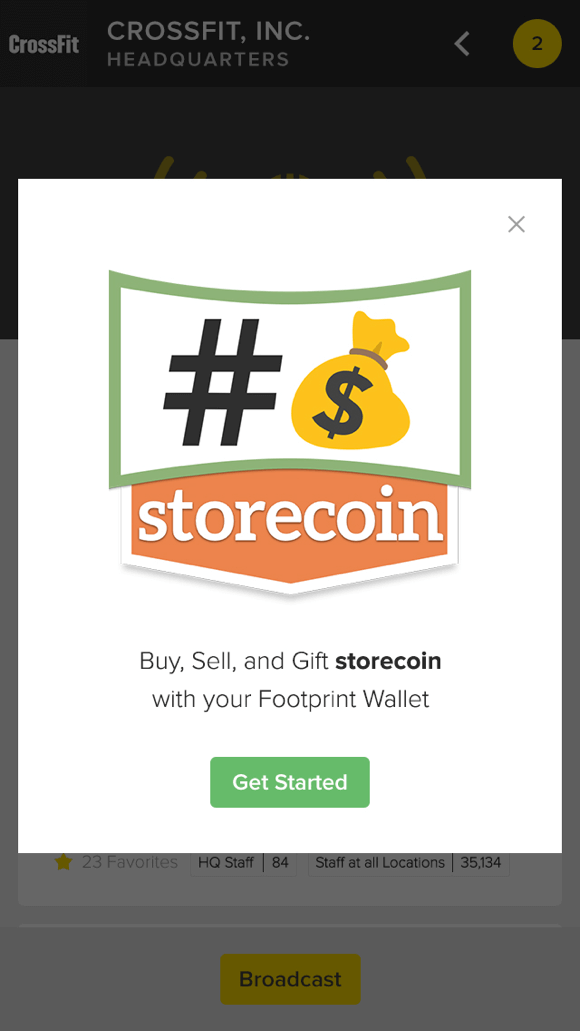 CrossFit
CROSSFIT, INC.
HEADQUARTERS
2
#$
storecoin
Buy, Sell, and Gift storecoin
with your Footprint Wallet
Get Started
23 Favorites HQ Staff | 84 Staff at all Locations | 35,134
Broadcast